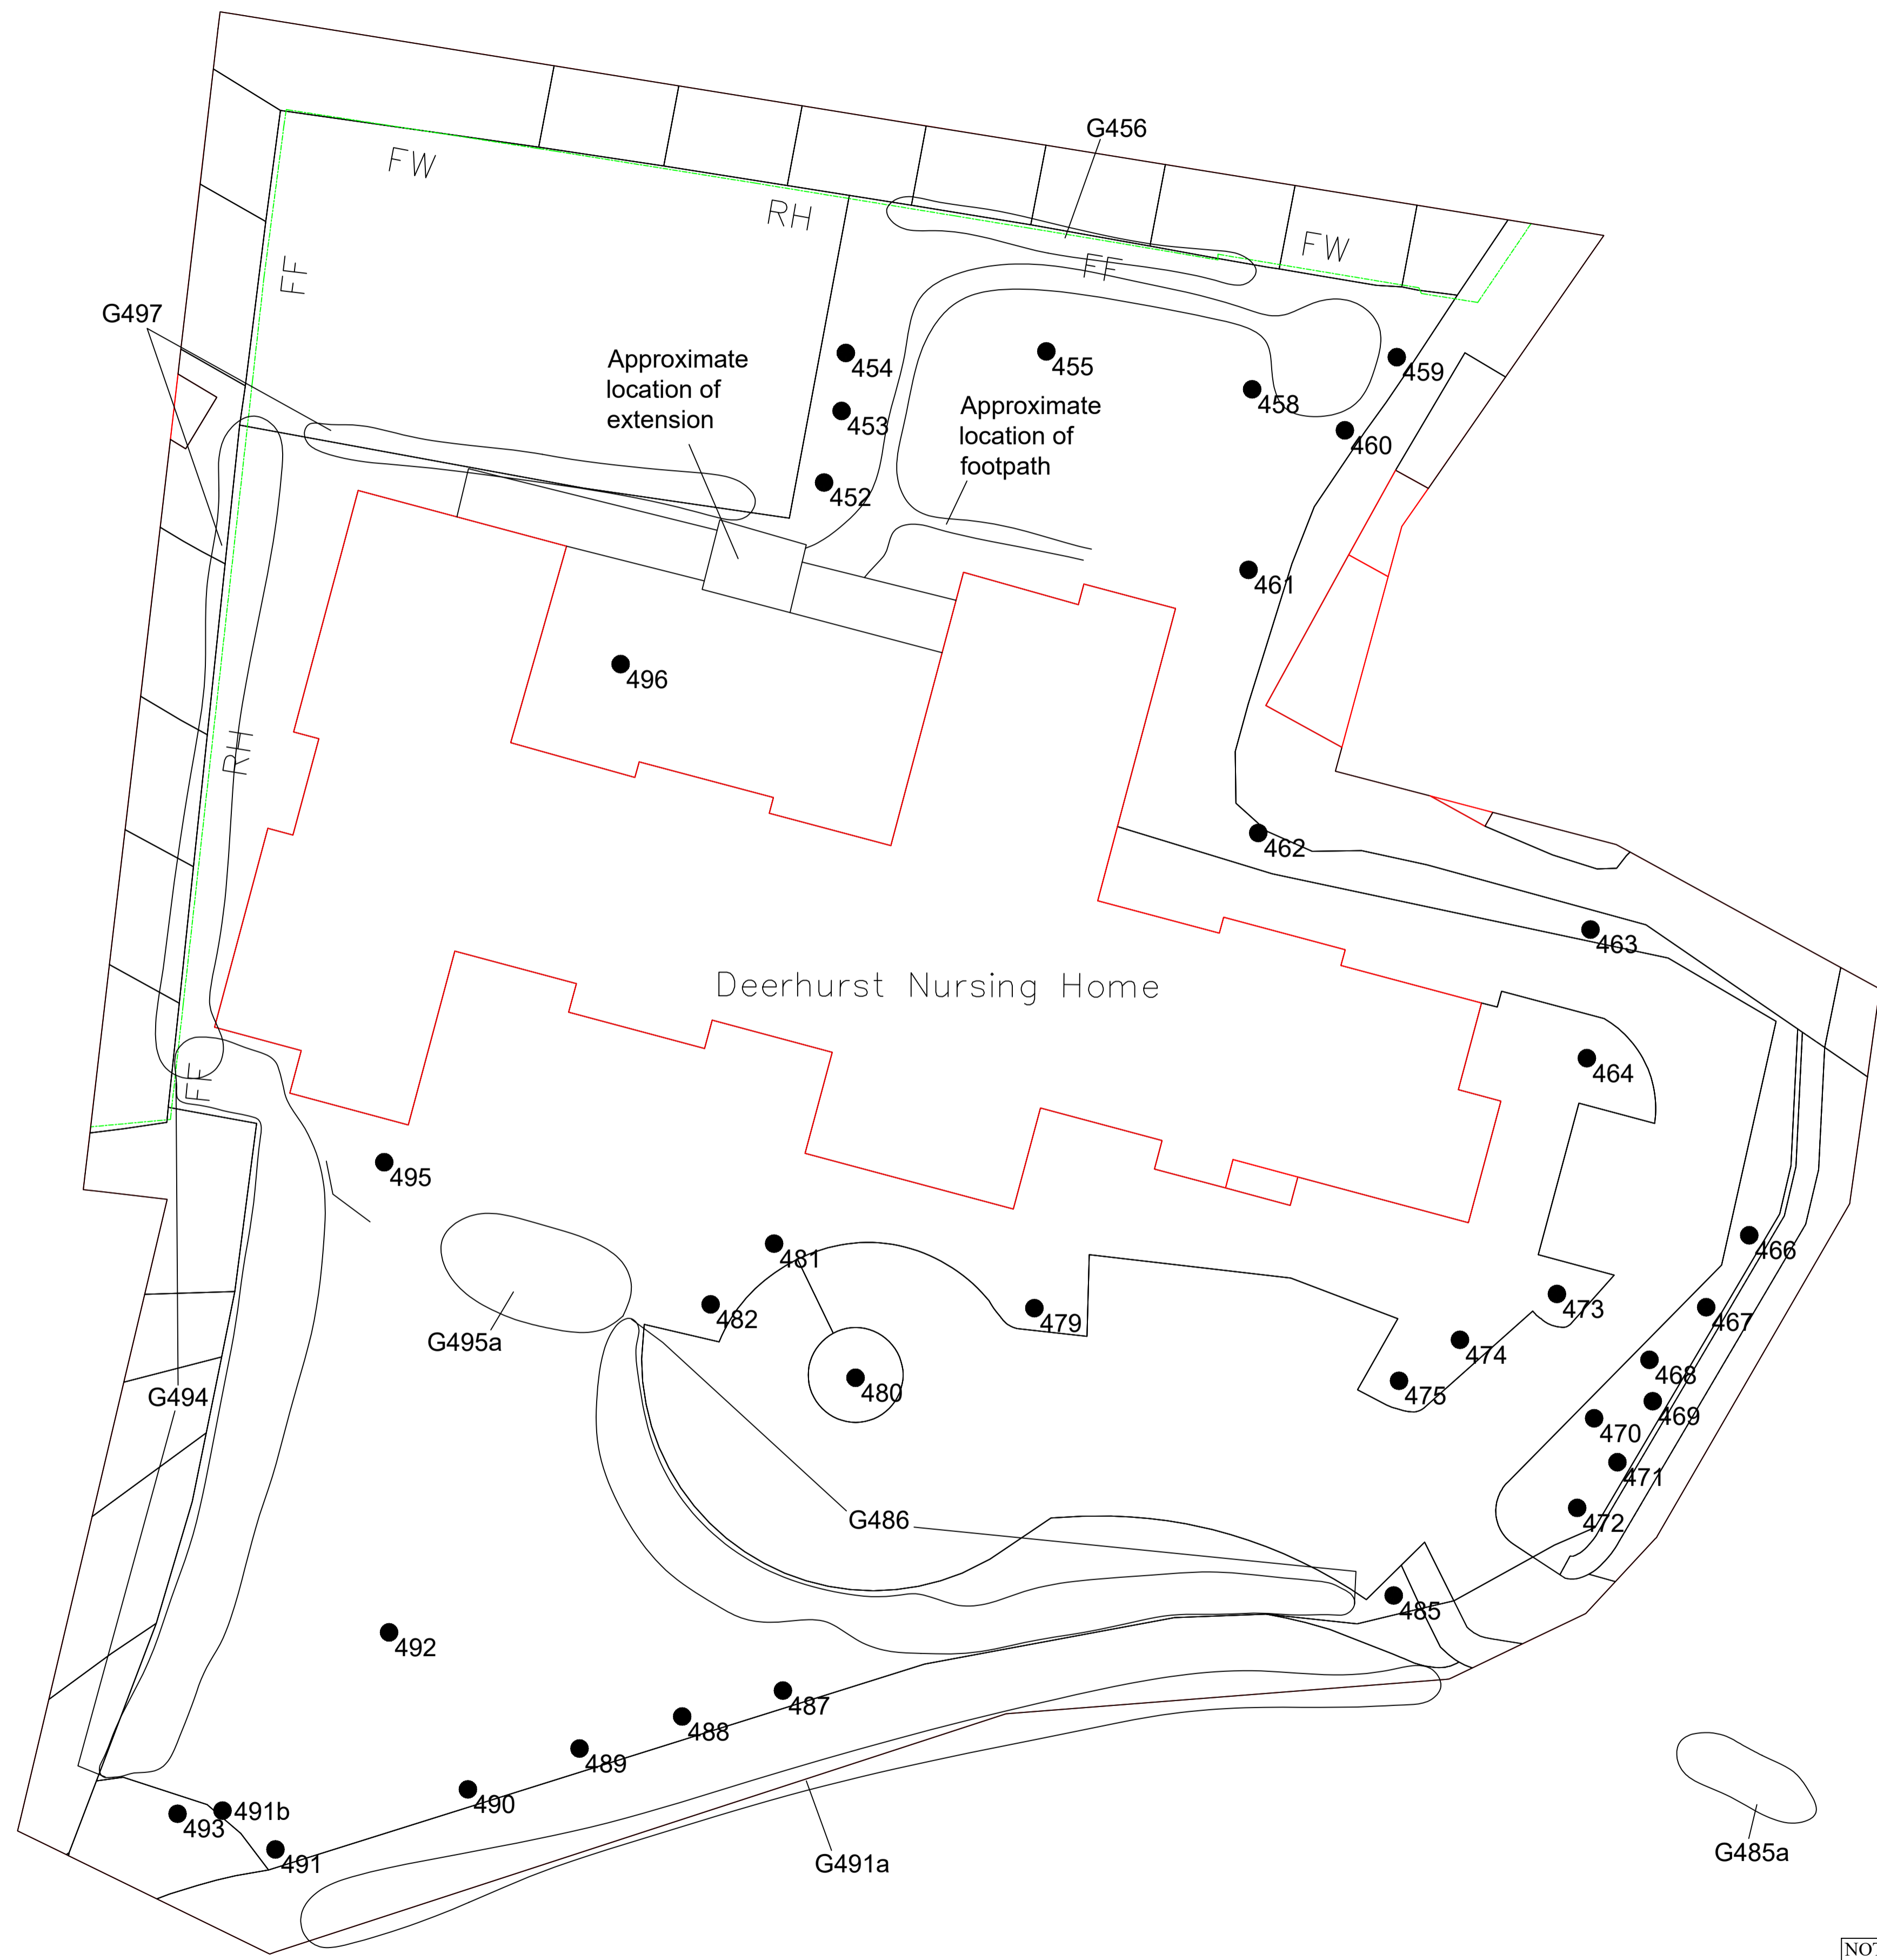 G456
FW
RH
FW
FF
FF
G497
Approximate
location of
extension
454
455
459
458
453
Approximate
location of
footpath
460
452
461
496
RH
462
463
Deerhurst Nursing Home
464
FF
495
466
481
473
482
479
467
G495a
474
468
480
475
G494
469
470
471
G486
472
485
492
487
488
489
490
491b
493
491
G491a
G485a
NOT